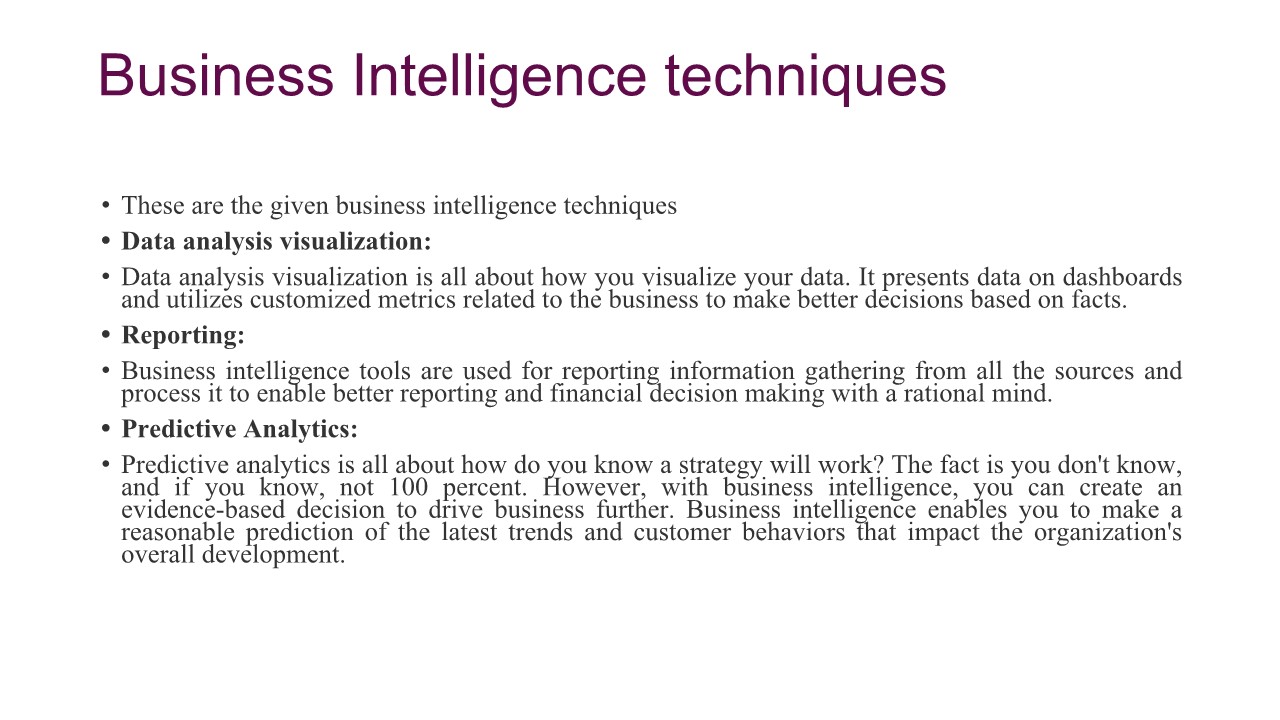 Business Intelligence techniques
• These are the given business intelligence techniques
• Data analysis visualization:
• Data analysis visualization is all about how you visualize your data. It presents data on dashboards
and utilizes customized metrics related to the business to make better decisions based on facts.
• Reporting:
• Business intelligence tools are used for reporting information gathering from all the sources and
process it to enable better reporting and financial decision making with a rational mind.
• Predictive Analytics:
• Predictive analytics is all about how do you know a strategy will work? The fact is you don't know,
and if you know, not 100 percent. However, with business intelligence, you can create an
evidence-based decision to drive business further. Business intelligence enables you to make a
reasonable prediction of the latest trends and customer behaviors that impact the organization's
overall development.